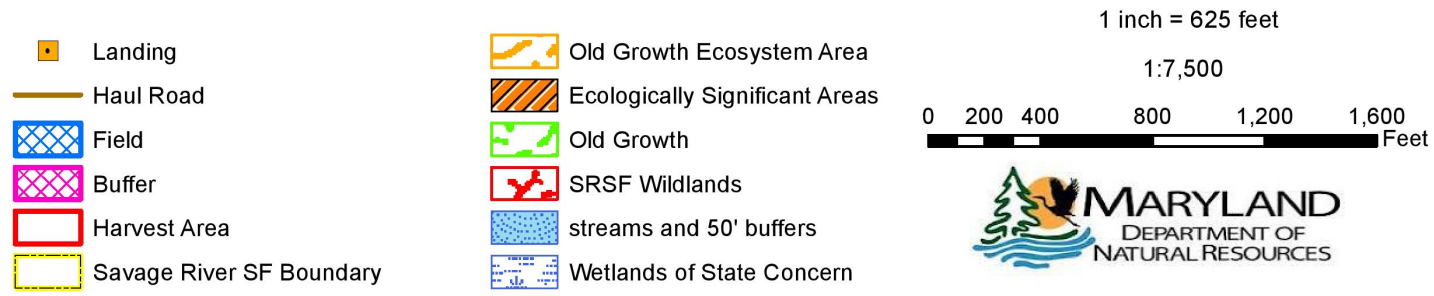 Landing
Haul Road
Field
Buffer
Harvest Area
Savage River SF Boundary
Old Growth Ecosystem Area
Ecologically Significant Areas
Old Growth
SRSF Wildlands
streams and 50' buffers
Wetlands of State Concern
1 inch = 625 feet
1:7,500
0 200 400 800 1,200 1,600
Feet
MARYLAND
DEPARTMENT OF
NATURAL RESOURCES